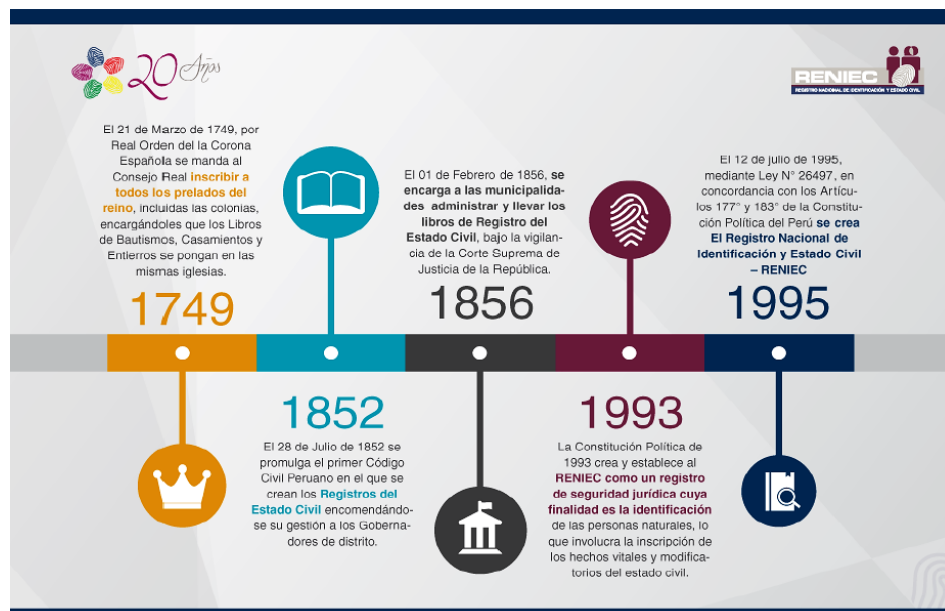 20 Años
RENIEC
REGISTRO NACIONAL DE IDENTIFICACIÓN Y ESTADO CIVIL
El 21 de Marzo de 1749, por
Real Orden del la Corona
Española se manda al
Consejo Real inscribir a
todos los prelados del
reino, incluidas las colonias,
encargándoles que los Libros
de Bautismos, Casamientos y
Entierros se pongan en las
mismas iglesias.
1749
1852
El 28 de Julio de 1852 se
promulga el primer Código
Civil Peruano en el que se
crean los Registros del
Estado Civil encomendándo-
se su gestión a los Goberna-
dores de distrito.
El 01 de Febrero de 1856, se
encarga a las municipalida-
des administrar y llevar los
libros de Registro del
Estado Civil, bajo la vigilan-
cia de la Corte Suprema de
Justicia de la República.
1856
1993
La Constitución Política de
1993 crea y establece al
RENIEC como un registro
de seguridad jurídica cuya
finalidad es la identificación
de las personas naturales, lo
que involucra la inscripción de
los hechos vitales y modifica-
torios del estado civil.
El 12 de julio de 1995,
mediante Ley N° 26497, en
concordancia con los Artícu-
los 177° y 183° de la Constitu-
ción Política del Perú se crea
El Registro Nacional de
Identificación y Estado Civil
– RENIEC
1995